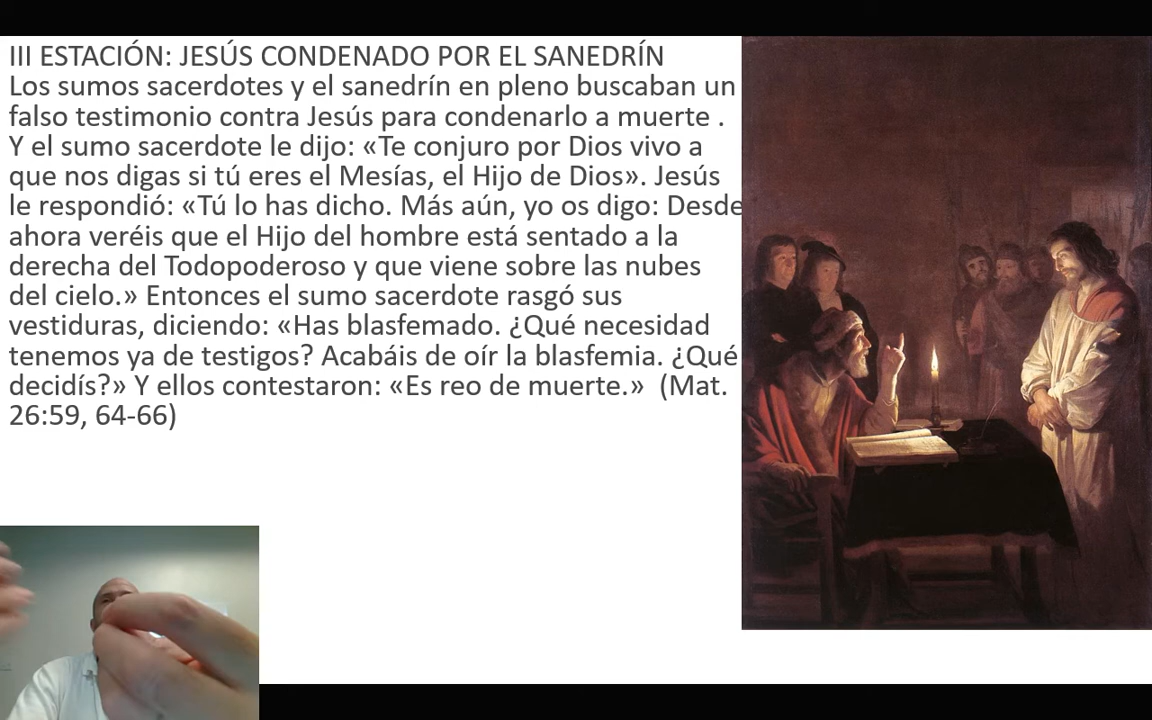 III ESTACIÓN: JESÚS CONDENADO POR EL SANEDRÍN
Los sumos sacerdotes y el sanedrín en pleno buscaban un
falso testimonio contra Jesús para condenarlo a muerte .
Y el sumo sacerdote le dijo: «Te conjuro por Dios vivo a
que nos digas si tú eres el Mesías, el Hijo de Dios». Jesús
le respondió: «Tú lo has dicho. Más aún, yo os digo: Desde
ahora veréis que el Hijo del hombre está sentado a la
derecha del Todopoderoso y que viene sobre las nubes
del cielo.» Entonces el sumo sacerdote rasgó sus
vestiduras, diciendo: «Has blasfemado. ¿Qué necesidad
tenemos ya de testigos? Acabáis de oír la blasfemia. ¿Qué
decidís?» Y ellos contestaron: «Es reo de muerte.»  (Mat.
26:59, 64-66)